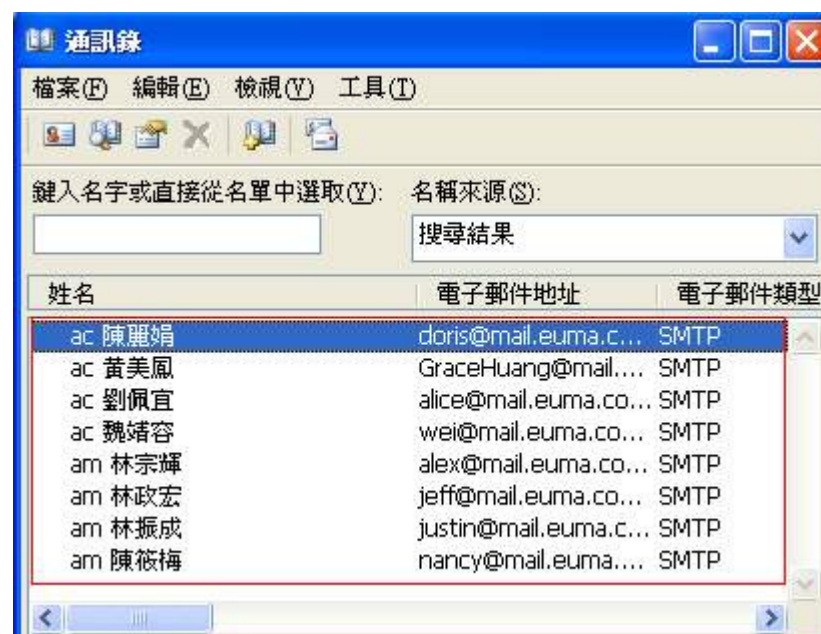 通訊錄
檔案(F) 編輯(E) 檢視(V) 工具(T)
鍵入名字或直接從名單中選取(Y): 名稱來源(S):
搜尋結果
姓名 電子郵件地址 電子郵件類型
ac 陳麗娟 doris@mail.euma.c... SMTP
ac 黃美鳳 GraceHuang@mail.... SMTP
ac 劉佩宜 alice@mail.euma.co... SMTP
ac 魏婧容 wei@mail.euma.co... SMTP
am 林宗輝 alex@mail.euma.co... SMTP
am 林政宏 jeff@mail.euma.co... SMTP
am 林振成 justin@mail.euma.c... SMTP
am 陳筱梅 nancy@mail.euma.... SMTP